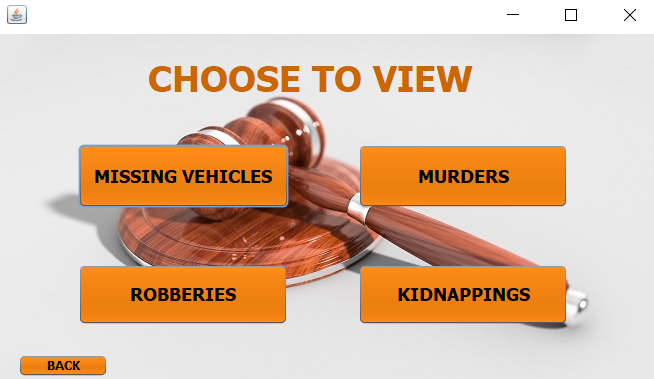 CHOOSE TO VIEW
MISSING VEHICLES
MURDERS
ROBBERIES
KIDNAPPINGS
BACK